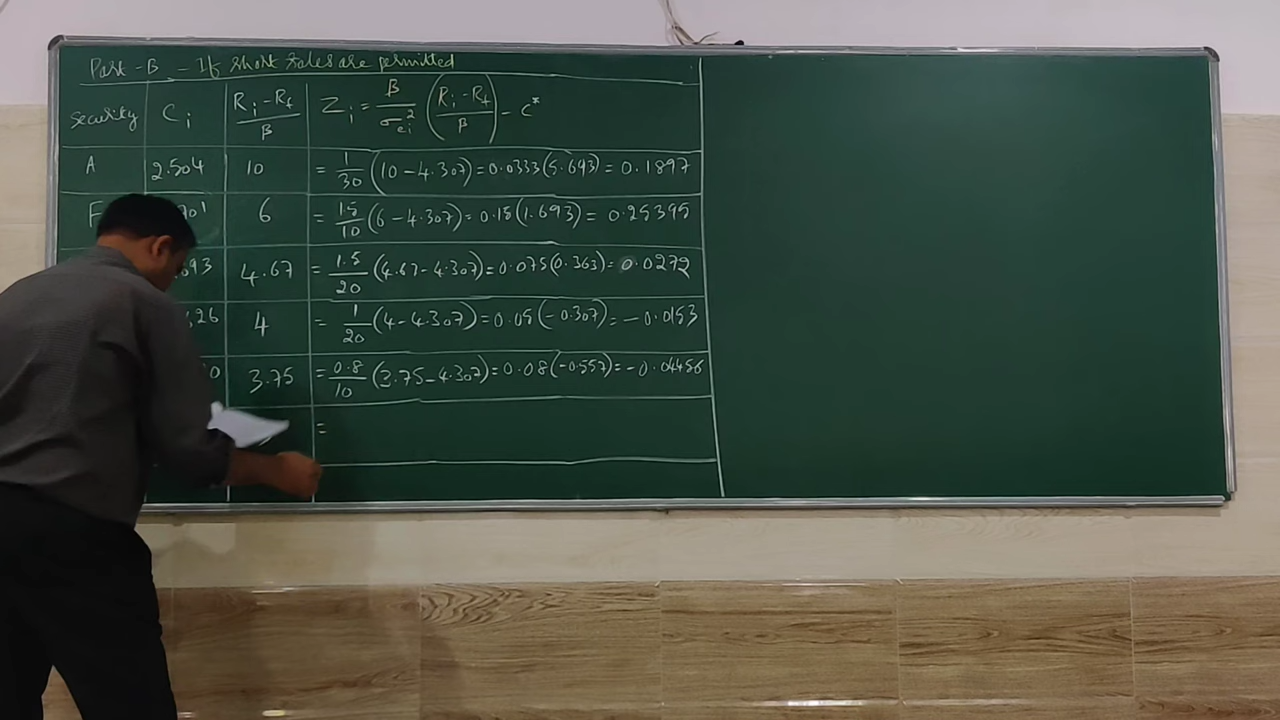 Part-B - If short sales are permitted
Security Ci Ri-Rf/β Zi = β/σ²ei (Ri-Rf/β) - C*
A 2.504 10 = 1/30 (10-4.307) = 0.0333(5.693) = 0.1897
6 = 15/10 (6-4.307) = 0.15(1.693) = 0.25395
4.67 = 1.5/20 (4.67-4.307) = 0.075(0.363) = 0.0272
26 4 = 1/20 (4-4.307) = 0.05(-0.307) = -0.0153
0 3.75 = 0.8/10 (3.75-4.307) = 0.08(-0.557) = -0.04456
=